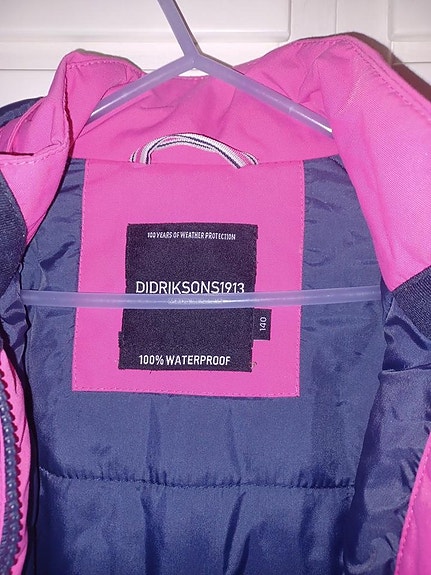 100 YEARS OF WEATHER PROTECTION
DIDRIKSONS1913
140
100% WATERPROOF